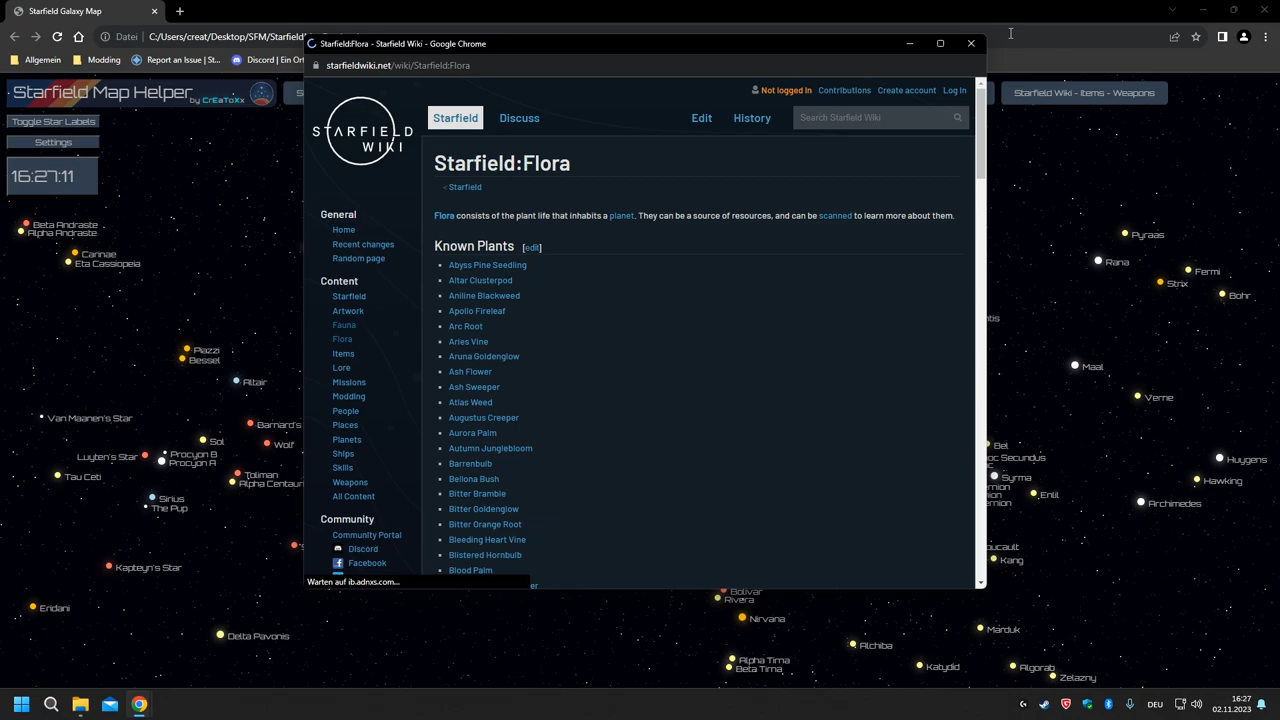 Starfield Galaxy Map
Datei
C:/Users/creat/Desktop/SFM/Starfield
Allgemein
Modding
Report an Issue | St...
Discord | Ein Ort
Starfield Map Helper
by CrEaToXx
Starfield Wiki - Items - Weapons
Toggle Star Labels
Settings
16:27:11
Starfield:Flora - Starfield Wiki - Google Chrome
starfieldwiki.net/wiki/Starfield:Flora
Not logged in
Contributions
Create account
Log in
STARFIELD
WIKI
Starfield
Discuss
Edit
History
Search Starfield Wiki
Starfield:Flora
< Starfield
Flora consists of the plant life that inhabits a planet. They can be a source of resources, and can be scanned to learn more about them.
Known Plants [edit]
Abyss Pine Seedling
Altar Clusterpod
Aniline Blackweed
Apollo Fireleaf
Arc Root
Aries Vine
Aruna Goldenglow
Ash Flower
Ash Sweeper
Atlas Weed
Augustus Creeper
Aurora Palm
Autumn Junglebloom
Barrenbulb
Bellona Bush
Bitter Bramble
Bitter Goldenglow
Bitter Orange Root
Bleeding Heart Vine
Blistered Hornbulb
Blood Palm
General
Home
Recent changes
Random page
Content
Starfield
Artwork
Fauna
Flora
Items
Lore
Missions
Modding
People
Places
Planets
Ships
Skills
Weapons
All Content
Community
Community Portal
Discord
Facebook
Warten auf ib.adnxs.com...
Beta Andraste
Alpha Andraste
Carinae
Eta Cassiopeia
Piazzi
Bessel
Altair
Van Maanen's Star
Barnard's
Sol
Wolf
Luyten's Star
Procyon B
Procyon A
Tau Ceti
Toliman
Alpha Centauri
Sirius
The Pup
Kapteyn's Star
Eridani
Delta Pavonis
Pyraas
Rana
Fermi
Strix
Bohr
Maal
Verne
Bel
Huygens
Syrma
Hawking
Enlil
Archimedes
Kang
Bolivar
Rivera
Nirvana
Marduk
Alchiba
Alpha Tirna
Beta Tirna
Katydid
Algorab
Zelazny
DEU
16:27
02.11.2023